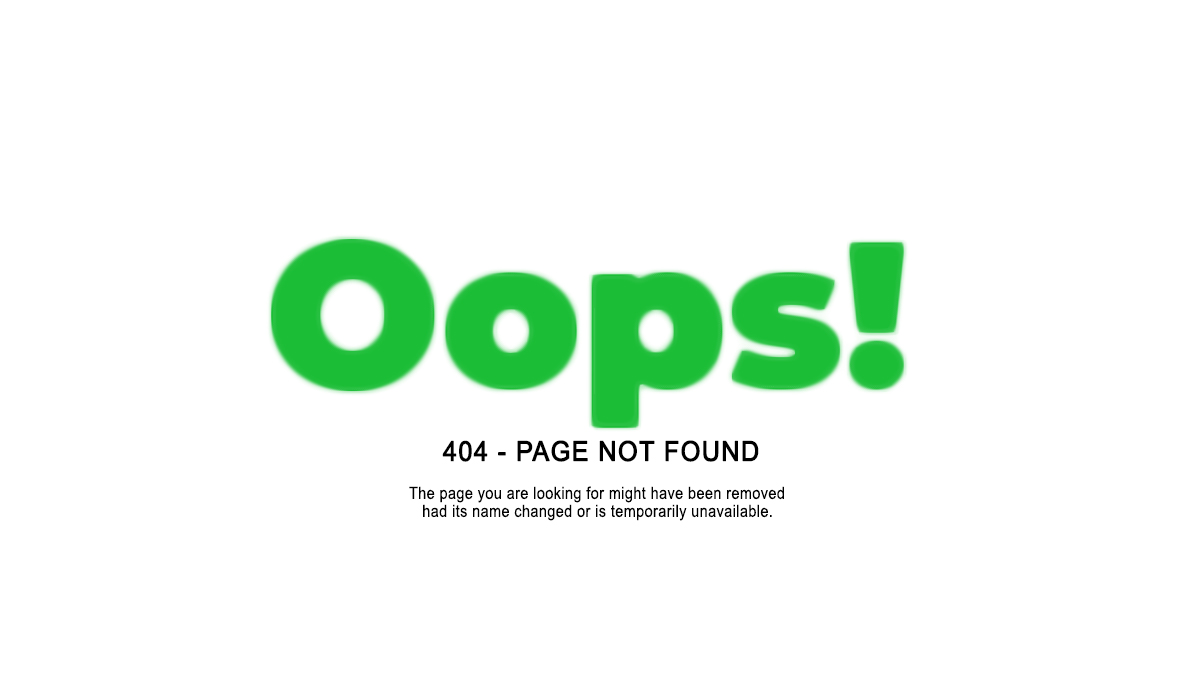 Oops!
404 - PAGE NOT FOUND
The page you are looking for might have been removed
had its name changed or is temporarily unavailable.